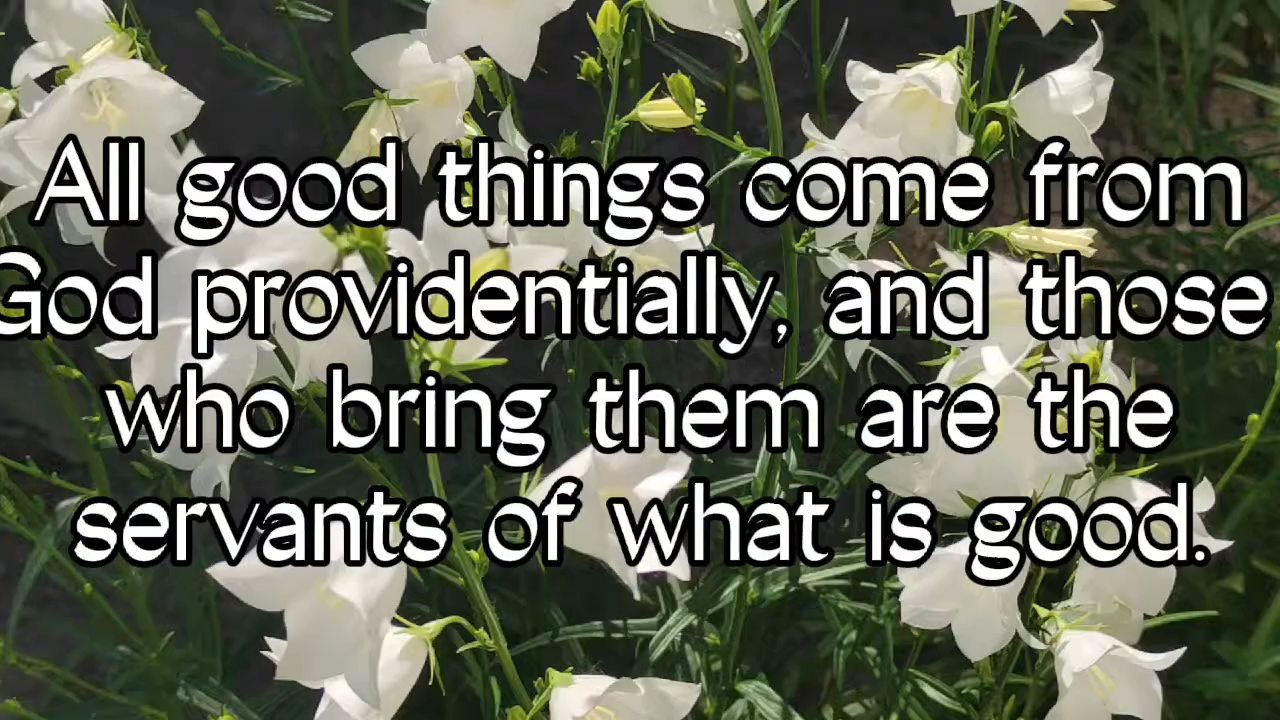 All good things come from
God providentially, and those
who bring them are the
servants of what is good.